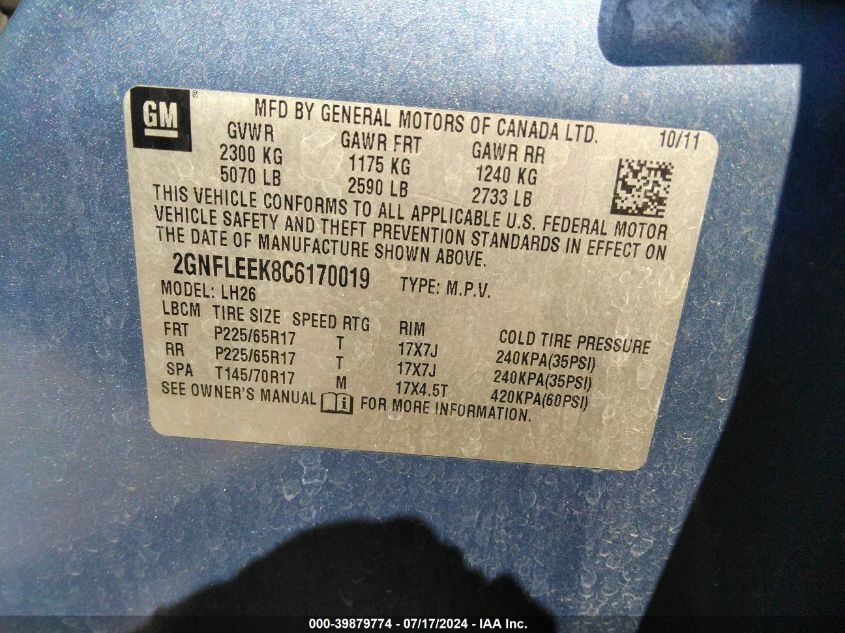 GM ®
MFD BY GENERAL MOTORS OF CANADA LTD. 10/11
GVWR GAWR FRT GAWR RR
2300 KG 1175 KG 1240 KG
5070 LB 2590 LB 2733 LB
THIS VEHICLE CONFORMS TO ALL APPLICABLE U.S. FEDERAL MOTOR
VEHICLE SAFETY AND THEFT PREVENTION STANDARDS IN EFFECT ON
THE DATE OF MANUFACTURE SHOWN ABOVE.
2GNFLEEK8C6170019 TYPE: M.P.V.
MODEL: LH26
LBCM TIRE SIZE SPEED RTG RIM COLD TIRE PRESSURE
FRT P225/65R17 T 17X7J 240KPA(35PSI)
RR P225/65R17 T 17X7J 240KPA(35PSI)
SPA T145/70R17 M 17X4.5T 420KPA(60PSI)
SEE OWNER'S MANUAL FOR MORE INFORMATION.
000-39879774 - 07/17/2024 - IAA Inc.